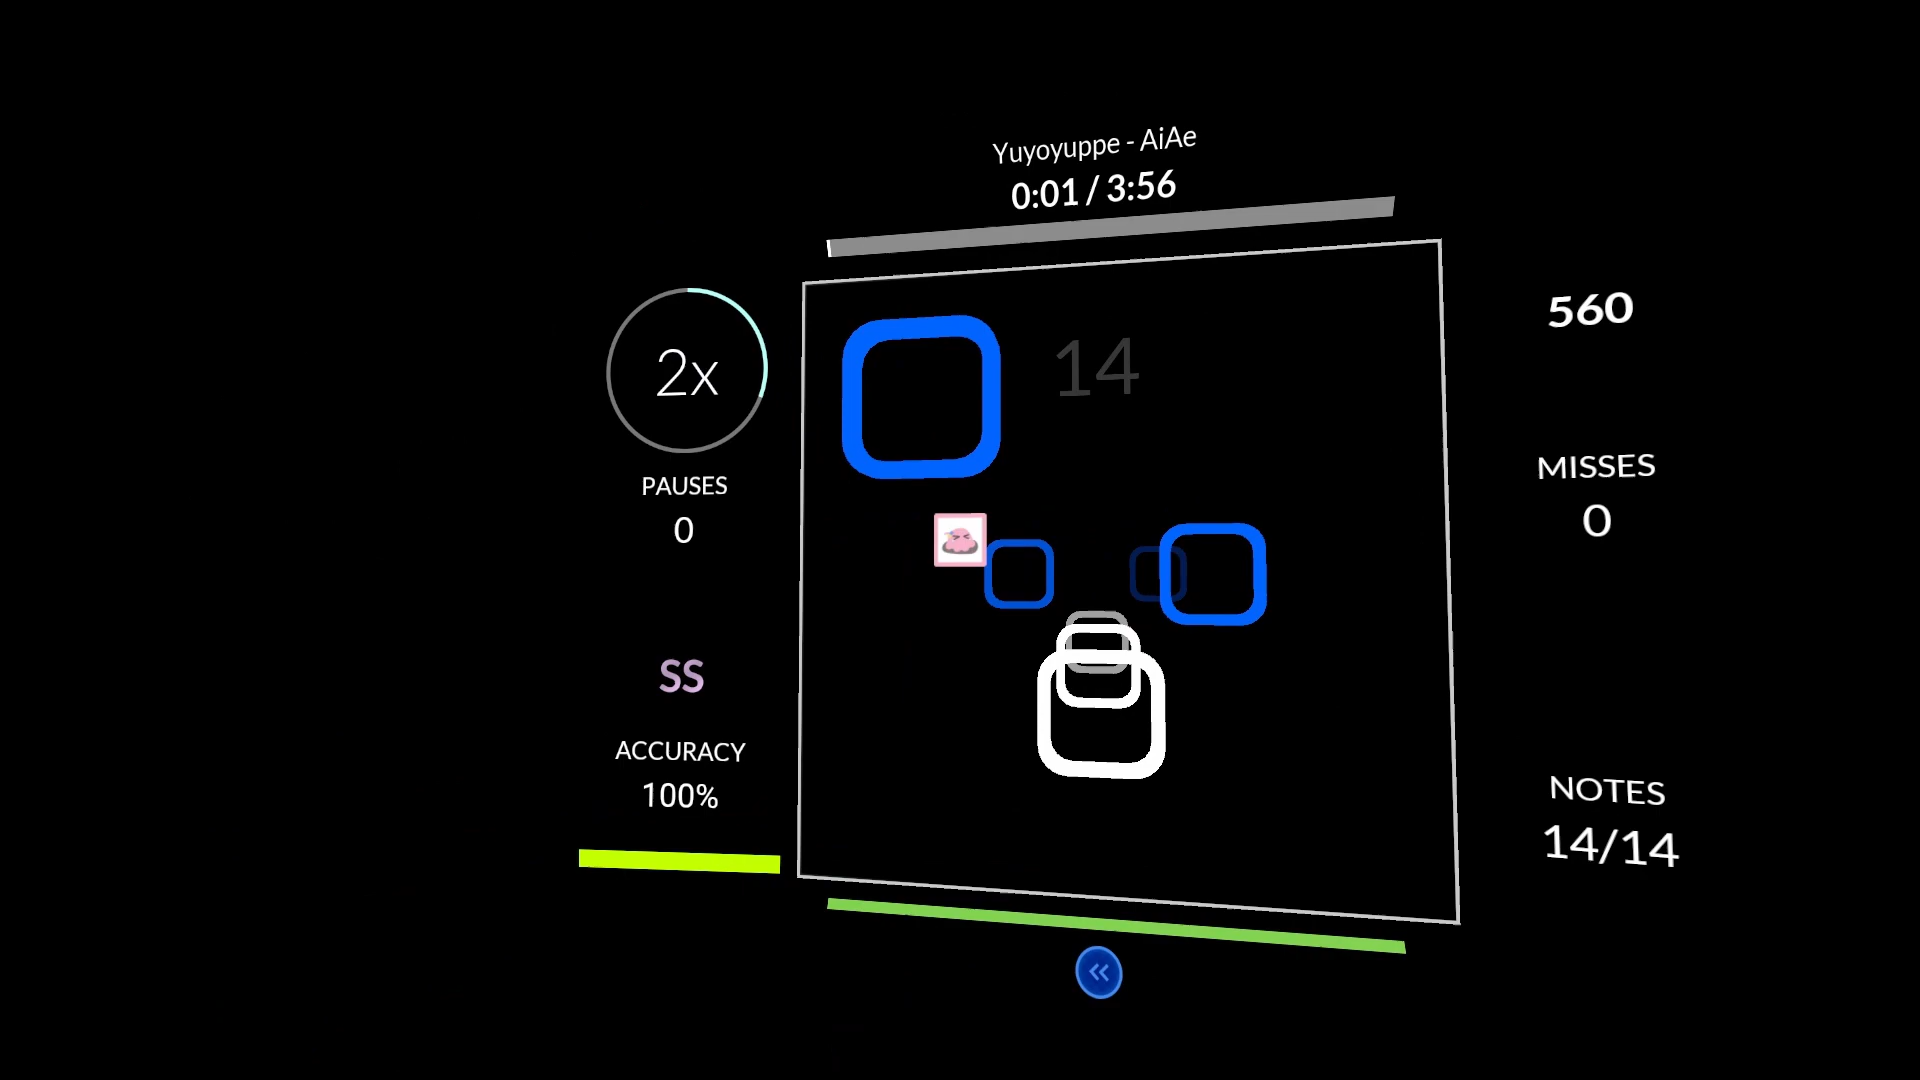 Yuyoyuppe - AiAe
0:01 / 3:56
2x
PAUSES
0
SS
ACCURACY
100%
14
560
MISSES
0
NOTES
14/14